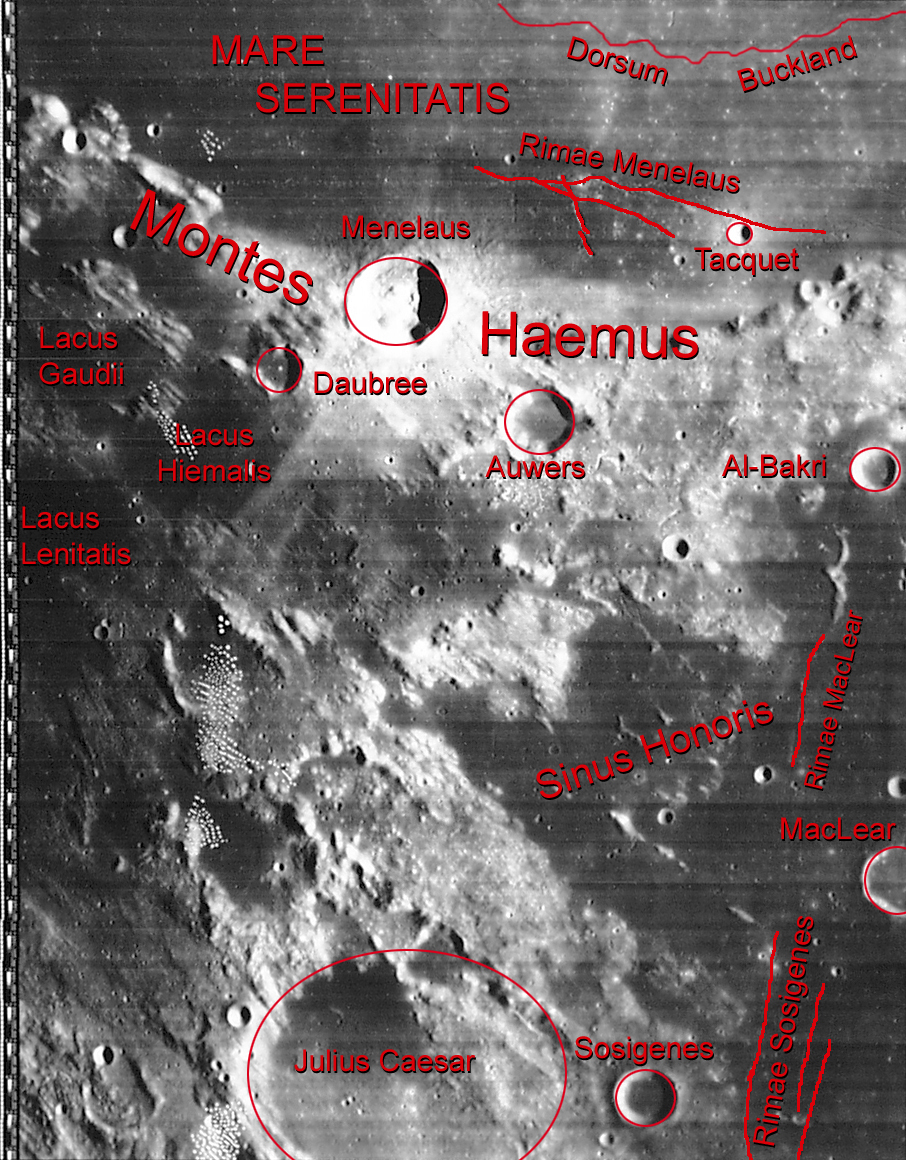 MARE
SERENITATIS
Dorsum Buckland
Rimae Menelaus
Tacquet
Montes
Haemus
Menelaus
Lacus
Gaudii
Daubree
Lacus
Hiemalis
Auwers
Al-Bakri
Lacus
Lenitatis
Rimae MacLear
Sinus Honoris
MacLear
Rimae Sosigenes
Julius Caesar
Sosigenes